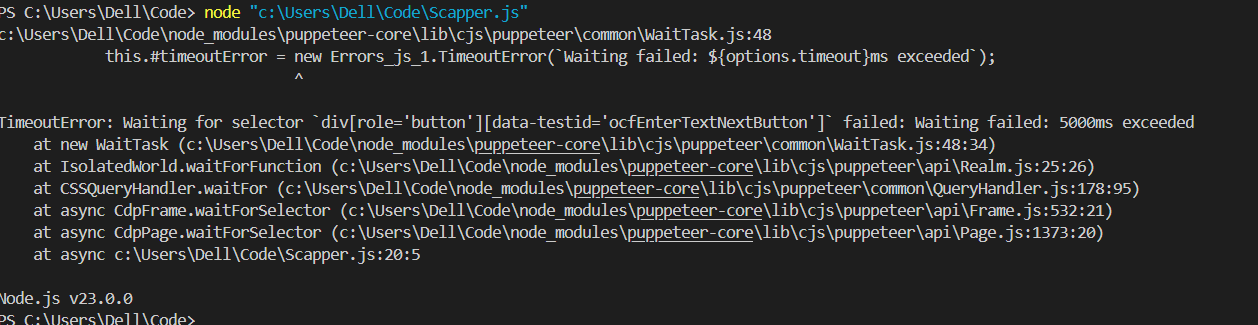 PS C:\Users\Dell\Code> node "c:\Users\Dell\Code\Scapper.js"
c:\Users\Dell\Code\node_modules\puppeteer-core\lib\cjs\puppeteer\common\WaitTask.js:48
            this.#timeoutError = new Errors_js_1.TimeoutError(`Waiting failed: ${options.timeout}ms exceeded`);
                                 ^
TimeoutError: Waiting for selector `div[role='button'][data-testid='ocfEnterTextNextButton']` failed: Waiting failed: 5000ms exceeded
    at new WaitTask (c:\Users\Dell\Code\node_modules\puppeteer-core\lib\cjs\puppeteer\common\WaitTask.js:48:34)
    at IsolatedWorld.waitForFunction (c:\Users\Dell\Code\node_modules\puppeteer-core\lib\cjs\puppeteer\api\Realm.js:25:26)
    at CSSQueryHandler.waitFor (c:\Users\Dell\Code\node_modules\puppeteer-core\lib\cjs\puppeteer\common\QueryHandler.js:178:95)
    at async CdpFrame.waitForSelector (c:\Users\Dell\Code\node_modules\puppeteer-core\lib\cjs\puppeteer\api\Frame.js:532:21)
    at async CdpPage.waitForSelector (c:\Users\Dell\Code\node_modules\puppeteer-core\lib\cjs\puppeteer\api\Page.js:1373:20)
    at async c:\Users\Dell\Code\Scapper.js:20:5
Node.js v23.0.0
PS C:\Users\Dell\Code>